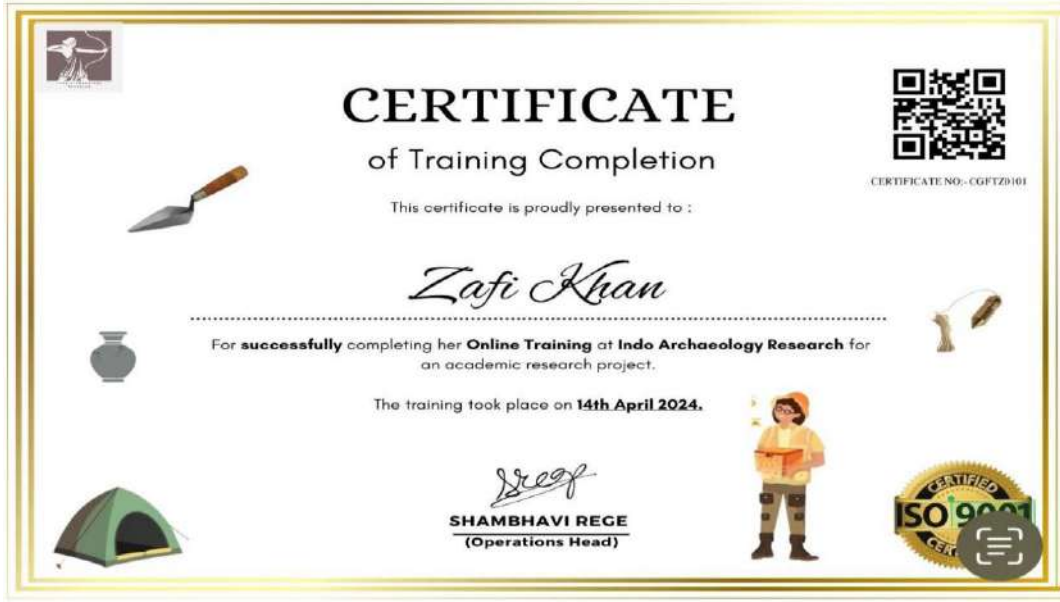 CERTIFICATE
of Training Completion
CERTIFICATE NO:- CGFTZ0101
This certificate is proudly presented to :
Zafi Khan
For successfully completing her Online Training at Indo Archaeology Research for
an academic research project.
The training took place on 14th April 2024.
SHAMBHAVI REGE
(Operations Head)
CERTIFIED
ISO 9001